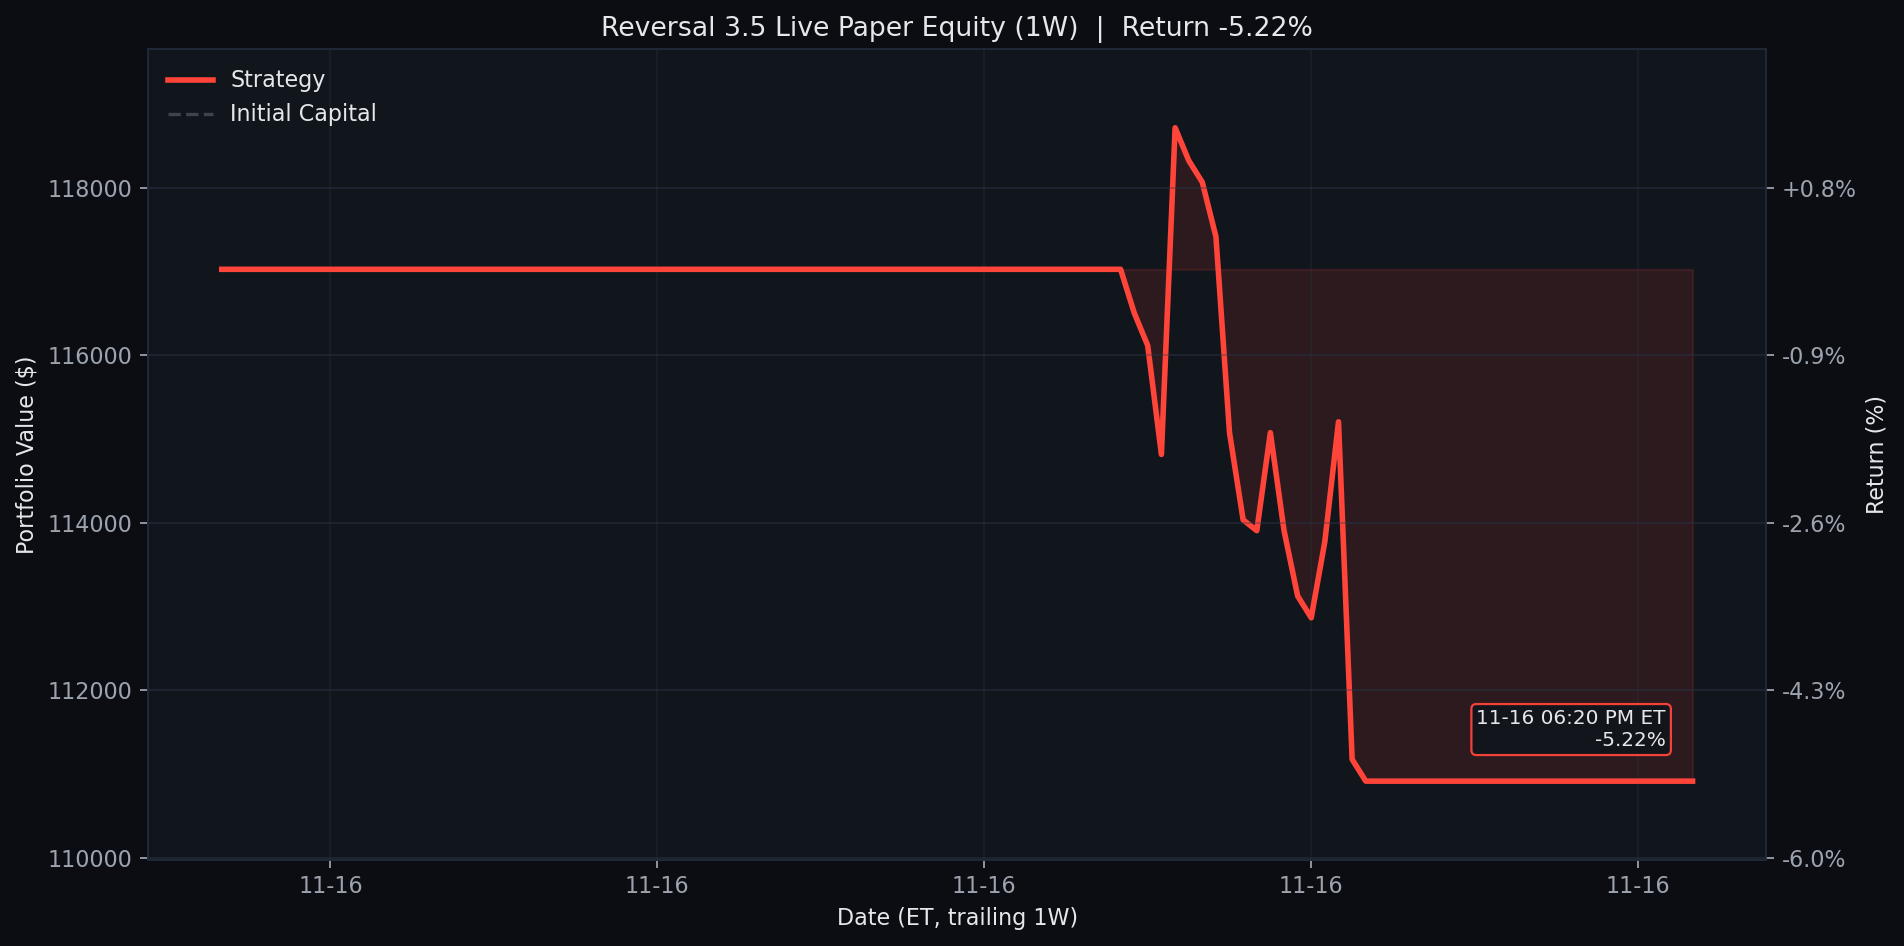 Reversal 3.5 Live Paper Equity (1W) | Return -5.22%
Strategy
Initial Capital
118000
116000
114000
112000
110000
Portfolio Value ($)
+0.8%
-0.9%
-2.6%
-4.3%
-6.0%
Return (%)
11-16 06:20 PM ET
-5.22%
11-16
11-16
11-16
11-16
11-16
Date (ET, trailing 1W)